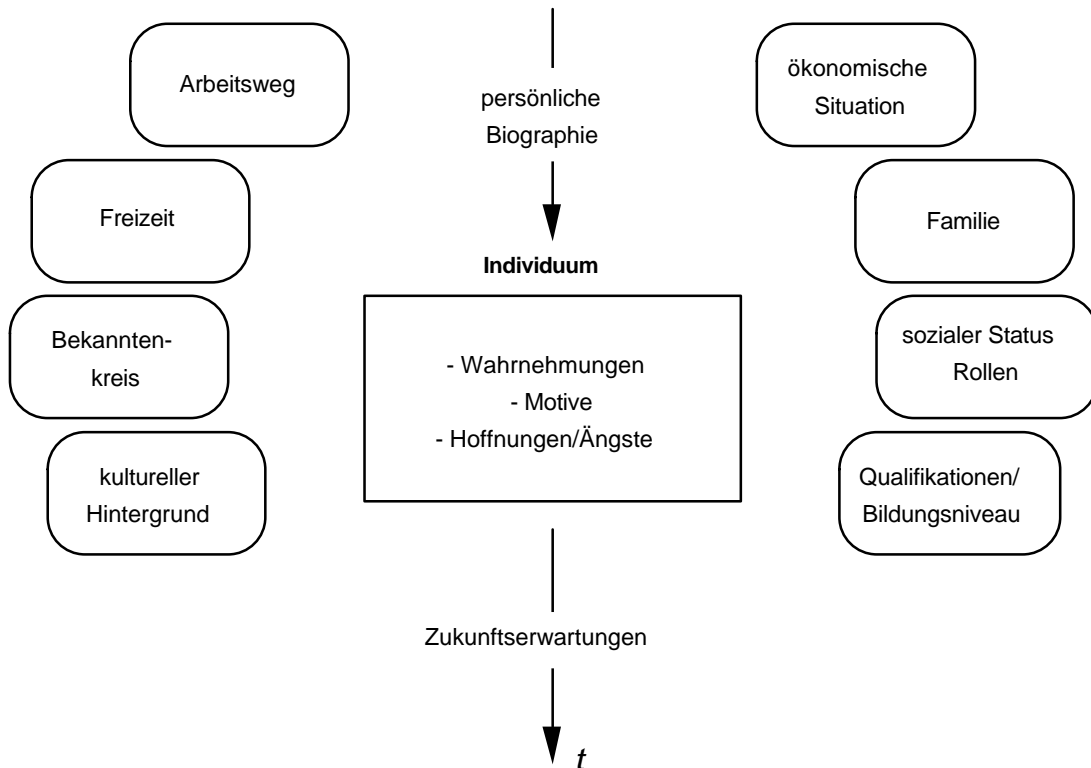 Arbeitsweg
persönliche
Biographie
ökonomische
Situation
Freizeit
Familie
Individuum
Bekannten-
kreis
- Wahrnehmungen
- Motive
- Hoffnungen/Ängste
sozialer Status
Rollen
kultureller
Hintergrund
Qualifikationen/
Bildungsniveau
Zukunftserwartungen
t